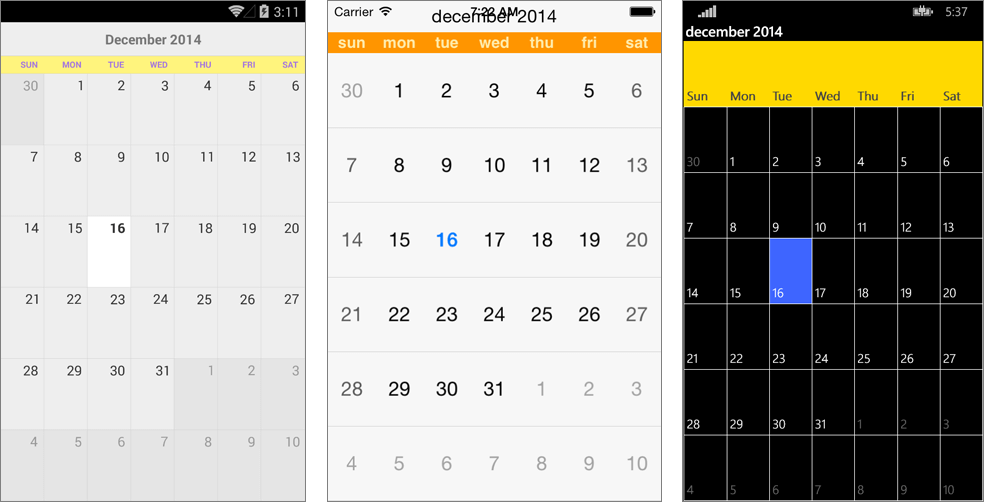 3:11
December 2014
SUN MON TUE WED THU FRI SAT
30 1 2 3 4 5 6
7 8 9 10 11 12 13
14 15 16 17 18 19 20
21 22 23 24 25 26 27
28 29 30 31 1 2 3
4 5 6 7 8 9 10
Carrier AM
december 2014
sun mon tue wed thu fri sat
30 1 2 3 4 5 6
7 8 9 10 11 12 13
14 15 16 17 18 19 20
21 22 23 24 25 26 27
28 29 30 31 1 2 3
4 5 6 7 8 9 10
5:37
december 2014
Sun Mon Tue Wed Thu Fri Sat
30 1 2 3 4 5 6
7 8 9 10 11 12 13
14 15 16 17 18 19 20
21 22 23 24 25 26 27
28 29 30 31 1 2 3
4 5 6 7 8 9 10